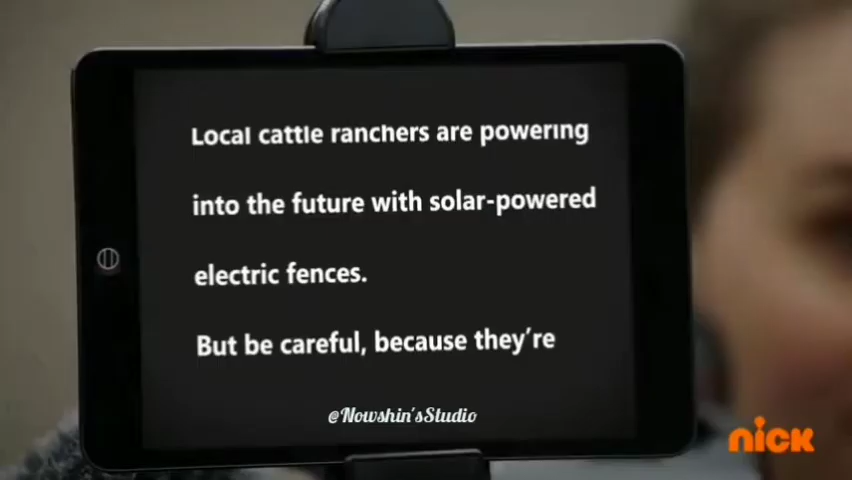 Local cattle ranchers are powering
into the future with solar-powered
electric fences.
But be careful, because they’re
@Nowshin'sStudio
nick